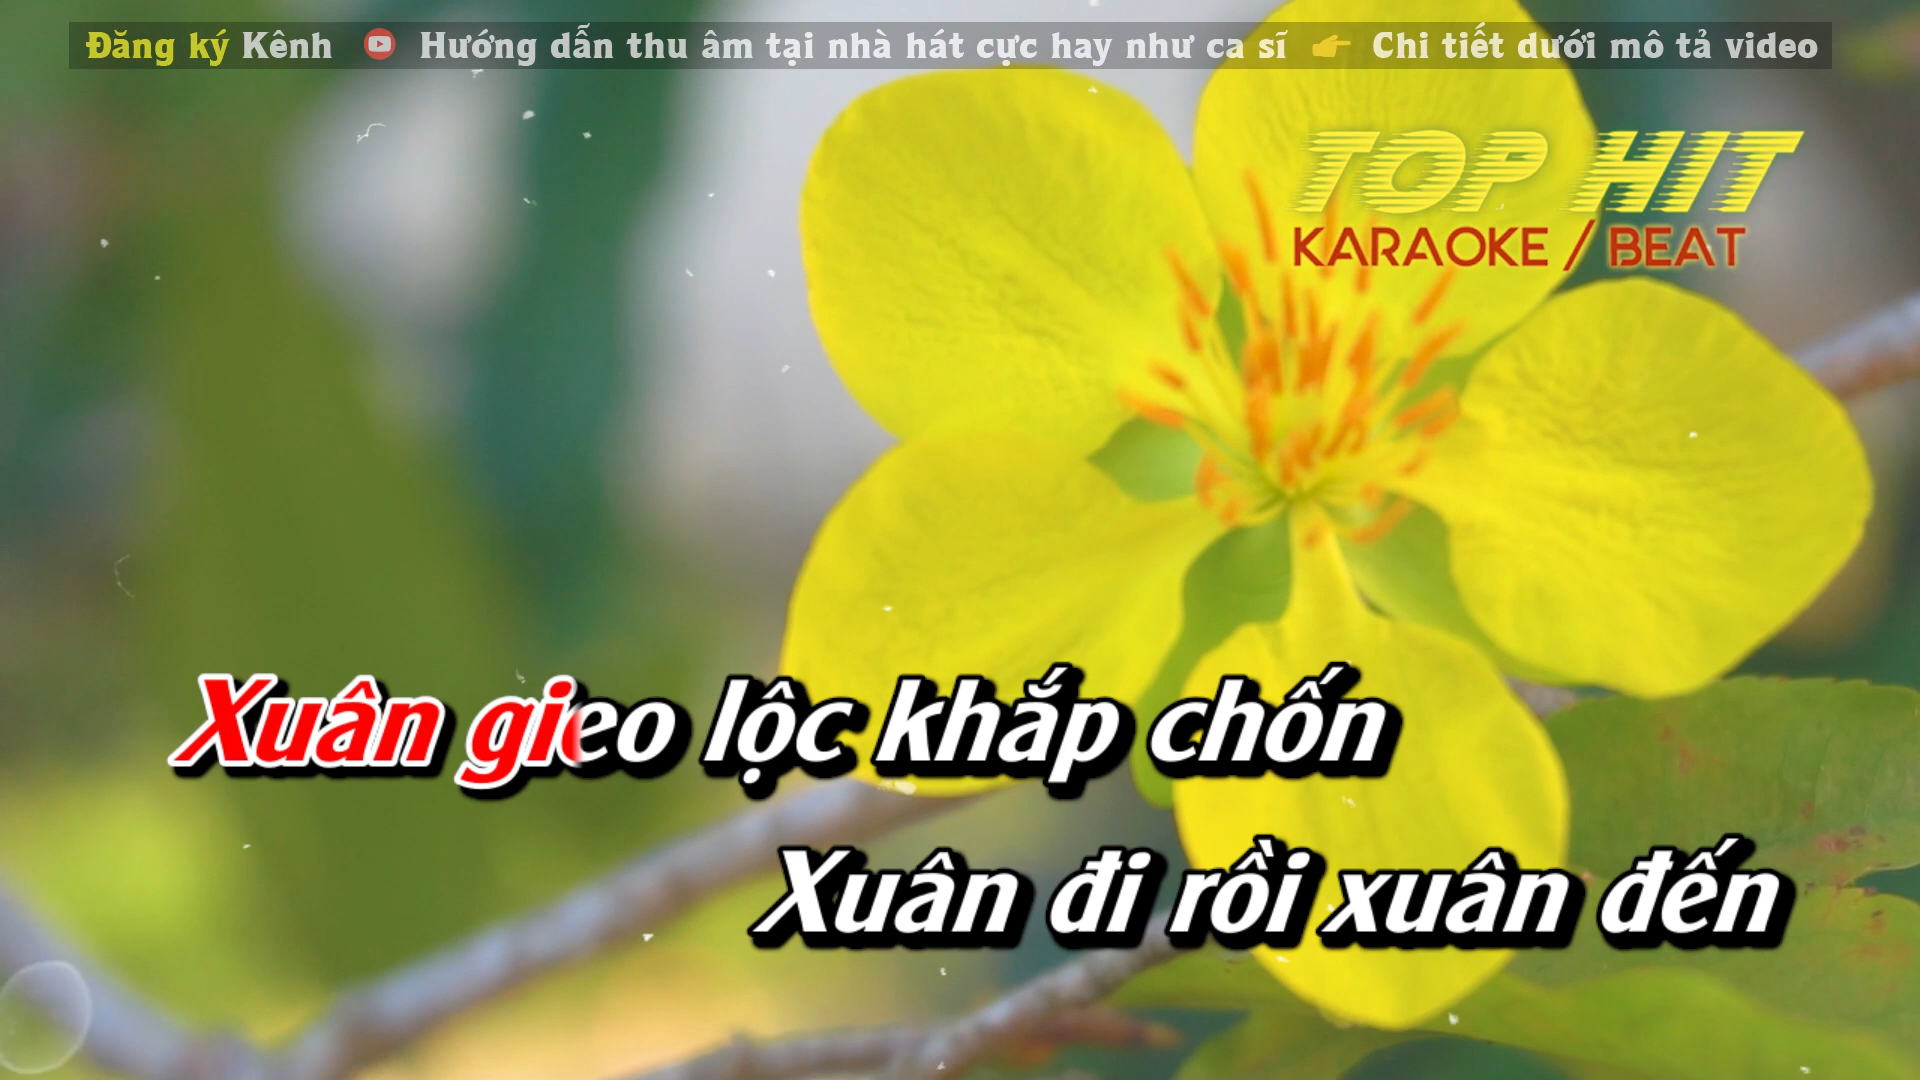 Đăng ký Kênh Hướng dẫn thu âm tại nhà hát cực hay như ca sĩ 👉 Chi tiết dưới mô tả video
TOP HIT
KARAOKE / BEAT
Xuân gieo lộc khắp chốn
Xuân đi rồi xuân đến